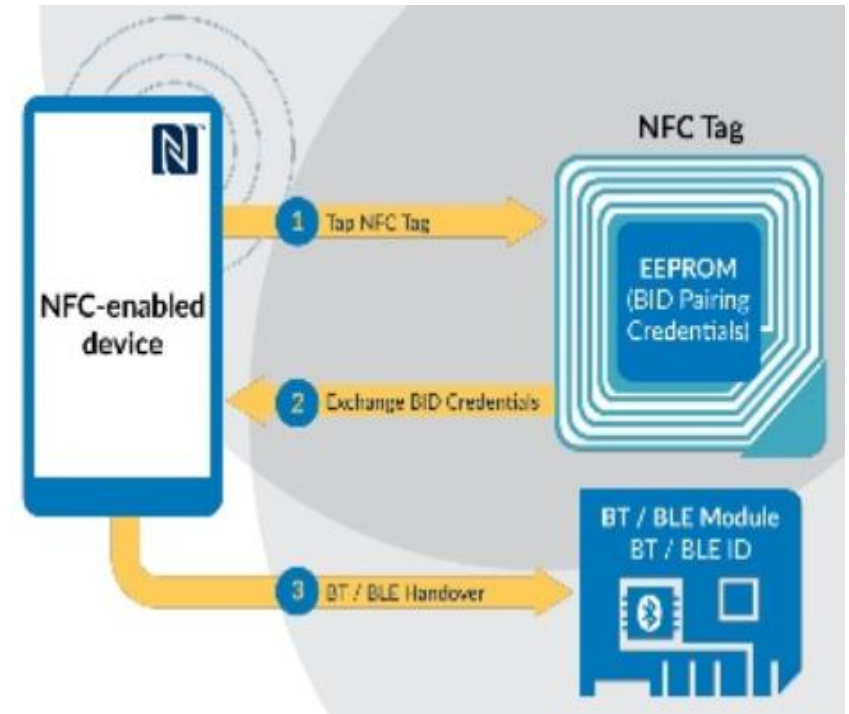 NFC Tag
1 Tap NFC Tag
NFC-enabled
device
EEPROM
(BID Pairing
Credentials)
2 Exchange BID Credentials
BT / BLE Module
BT / BLE ID
3 BT / BLE Handover